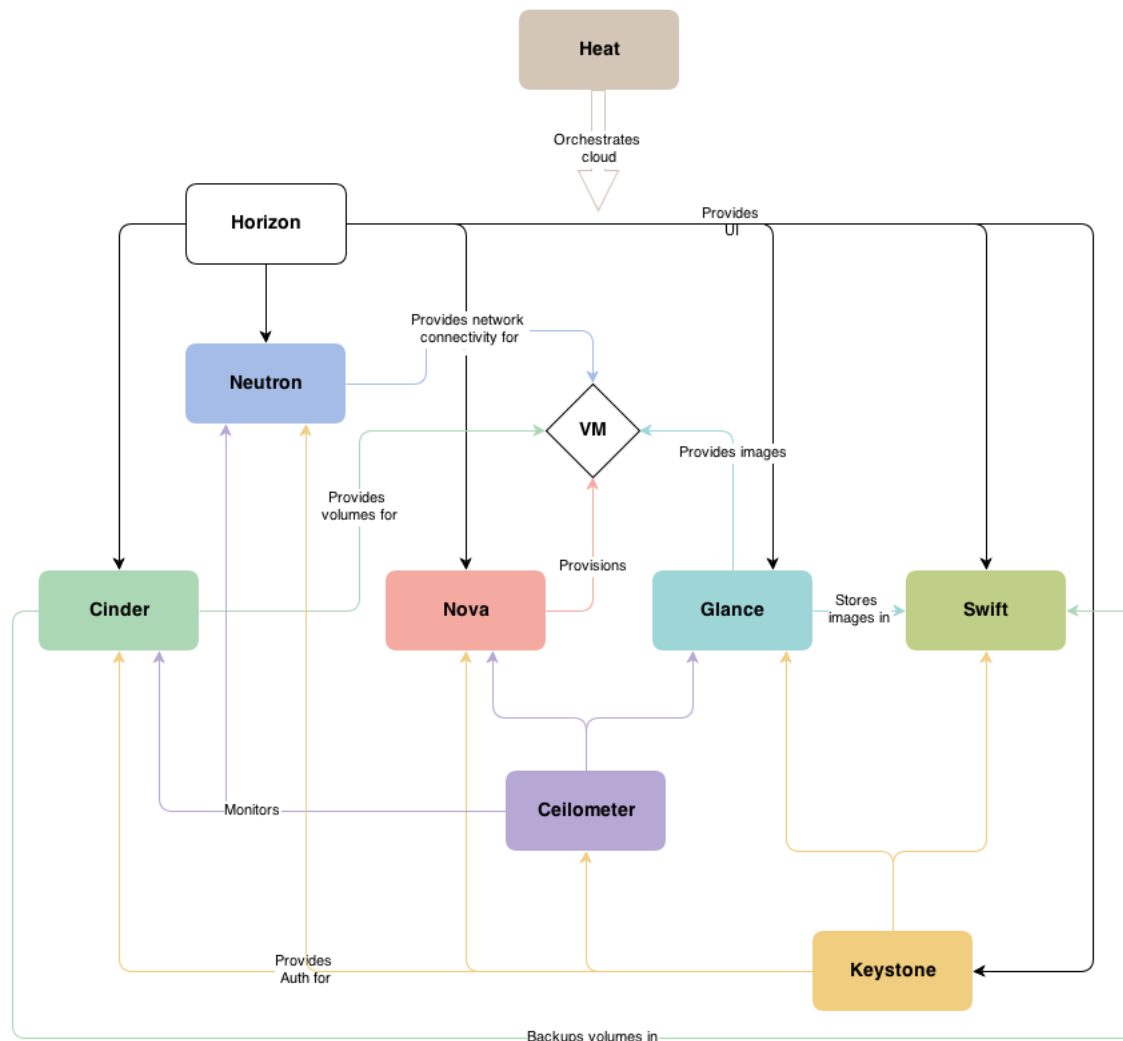 Heat
Orchestrates
cloud
Horizon
Provides
UI
Provides network
connectivity for
Neutron
VM
Provides images
Provides
volumes for
Provisions
Cinder
Nova
Glance
Stores
images in
Swift
Monitors
Ceilometer
Provides
Auth for
Keystone
Backups volumes in